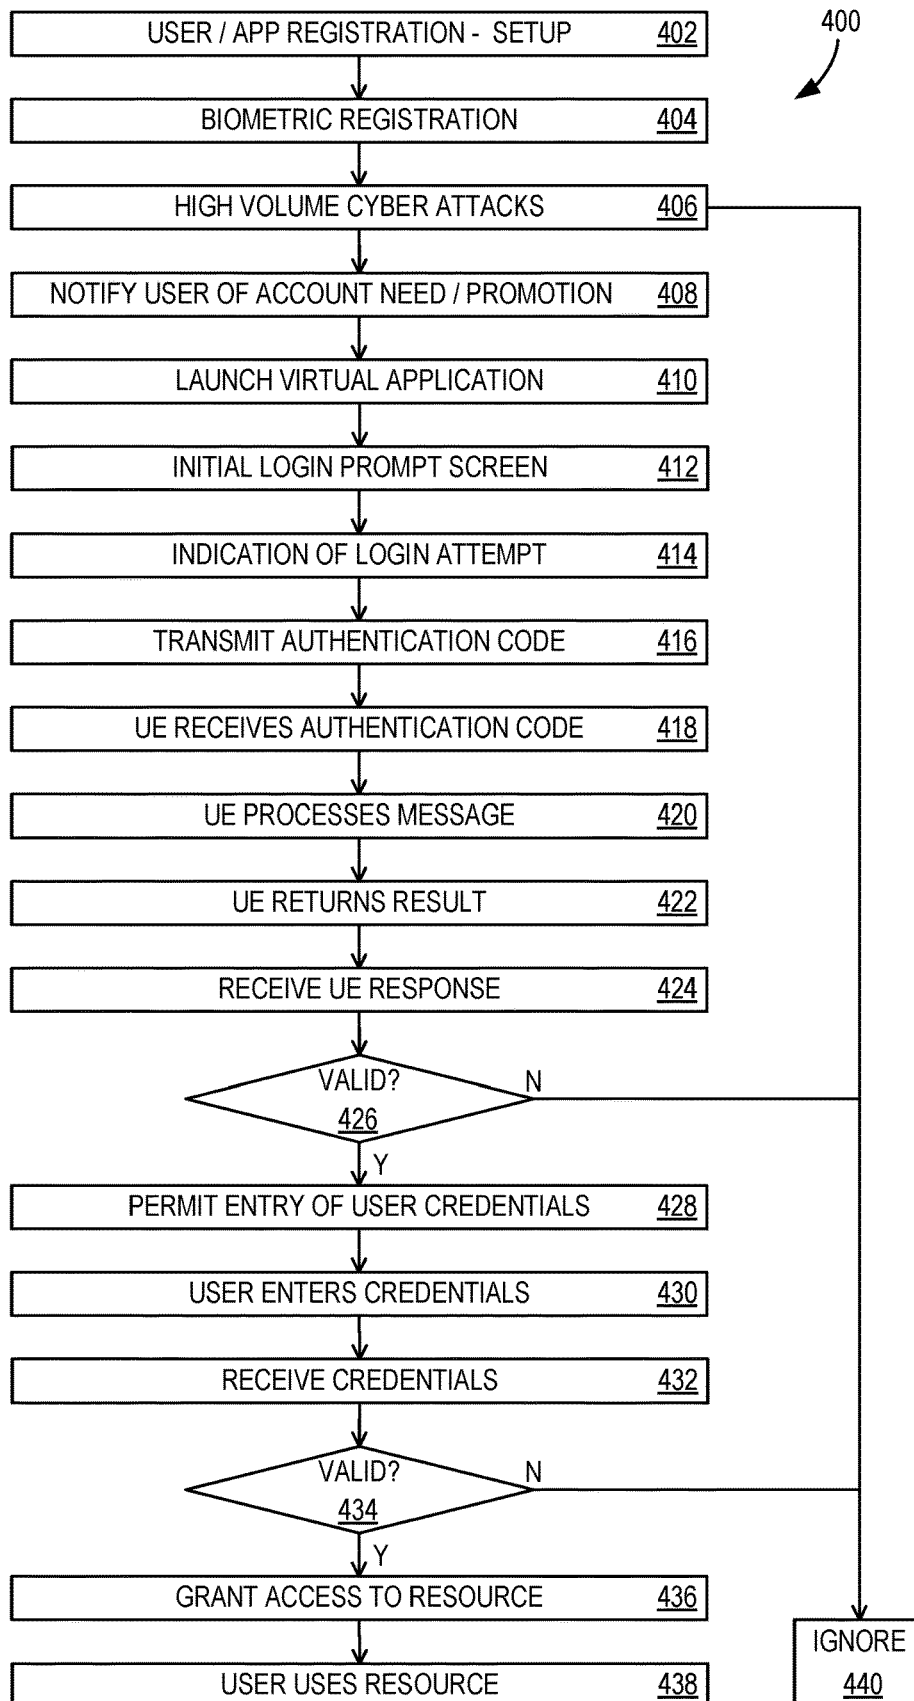 USER / APP REGISTRATION - SETUP 402
400
BIOMETRIC REGISTRATION 404
HIGH VOLUME CYBER ATTACKS 406
NOTIFY USER OF ACCOUNT NEED / PROMOTION 408
LAUNCH VIRTUAL APPLICATION 410
INITIAL LOGIN PROMPT SCREEN 412
INDICATION OF LOGIN ATTEMPT 414
TRANSMIT AUTHENTICATION CODE 416
UE RECEIVES AUTHENTICATION CODE 418
UE PROCESSES MESSAGE 420
UE RETURNS RESULT 422
RECEIVE UE RESPONSE 424
VALID? N
426
Y
PERMIT ENTRY OF USER CREDENTIALS 428
USER ENTERS CREDENTIALS 430
RECEIVE CREDENTIALS 432
VALID? N
434
Y
GRANT ACCESS TO RESOURCE 436
USER USES RESOURCE 438
IGNORE
440